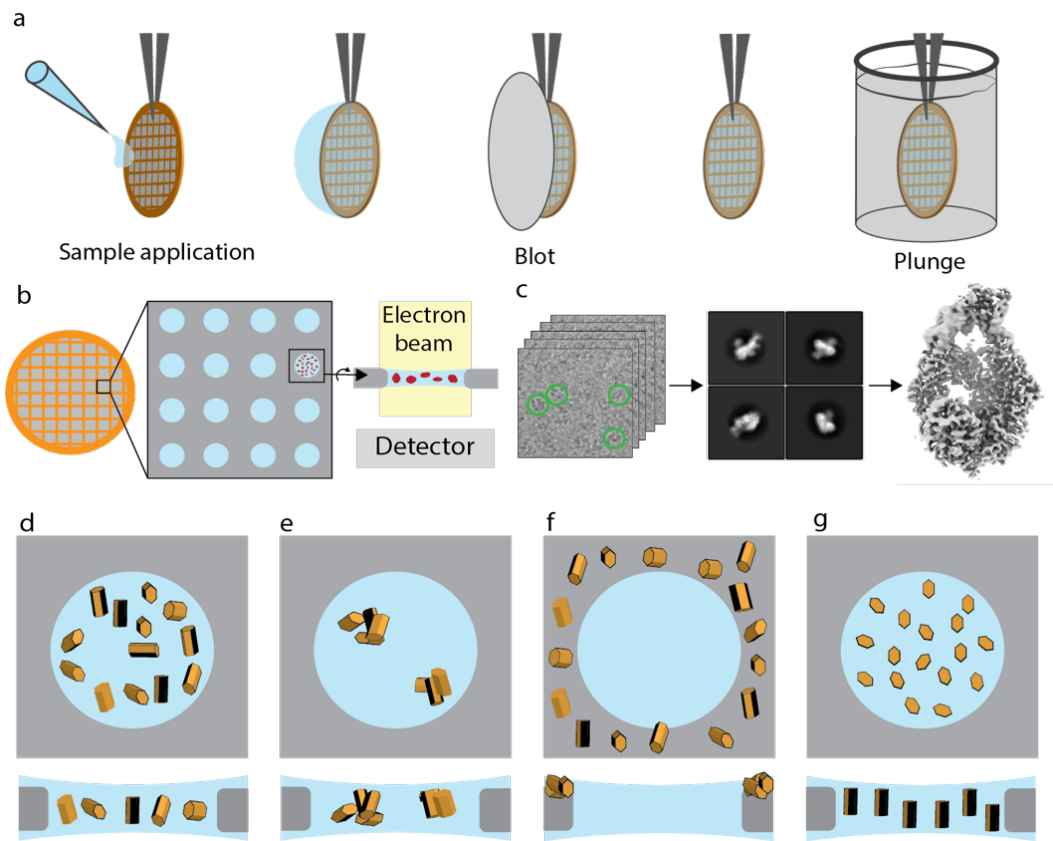 a
Sample application
Blot
Plunge
b
Electron
beam
Detector
c
d
e
f
g